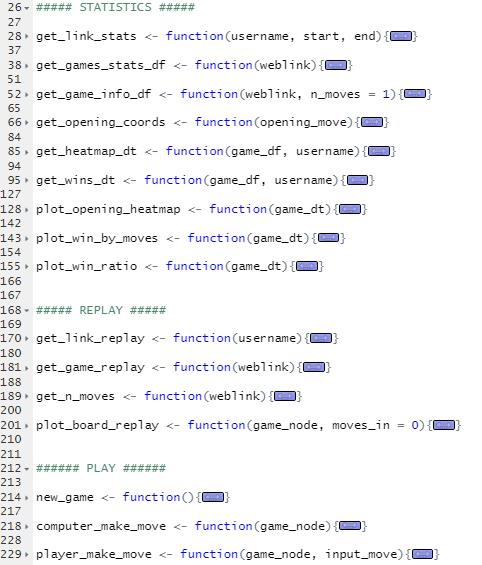 26 ##### STATISTICS #####
27
28 get_link_stats <- function(username, start, end){}
37
38 get_games_stats_df <- function(weblink){}
51
52 get_game_info_df <- function(weblink, n_moves = 1){}
65
66 get_opening_coords <- function(opening_move){}
84
85 get_heatmap_dt <- function(game_df, username){}
94
95 get_wins_dt <- function(game_df, username){}
127
128 plot_opening_heatmap <- function(game_dt){}
142
143 plot_win_by_moves <- function(game_dt){}
154
155 plot_win_ratio <- function(game_dt){}
166
167
168 ##### REPLAY #####
169
170 get_link_replay <- function(username){}
180
181 get_game_replay <- function(weblink){}
188
189 get_n_moves <- function(weblink){}
200
201 plot_board_replay <- function(game_node, moves_in = 0){}
210
211
212 ###### PLAY ######
213
214 new_game <- function(){}
217
218 computer_make_move <- function(game_node){}
228
229 player_make_move <- function(game_node, input_move){}